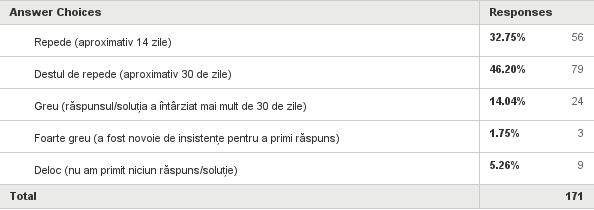 Answer Choices Responses
Repede (aproximativ 14 zile) 32.75% 56
Destul de repede (aproximativ 30 de zile) 46.20% 79
Greu (răspunsul/soluția a întârziat mai mult de 30 de zile) 14.04% 24
Foarte greu (a fost novoie de insistențe pentru a primi răspuns) 1.75% 3
Deloc (nu am primit niciun răspuns/soluție) 5.26% 9
Total 171